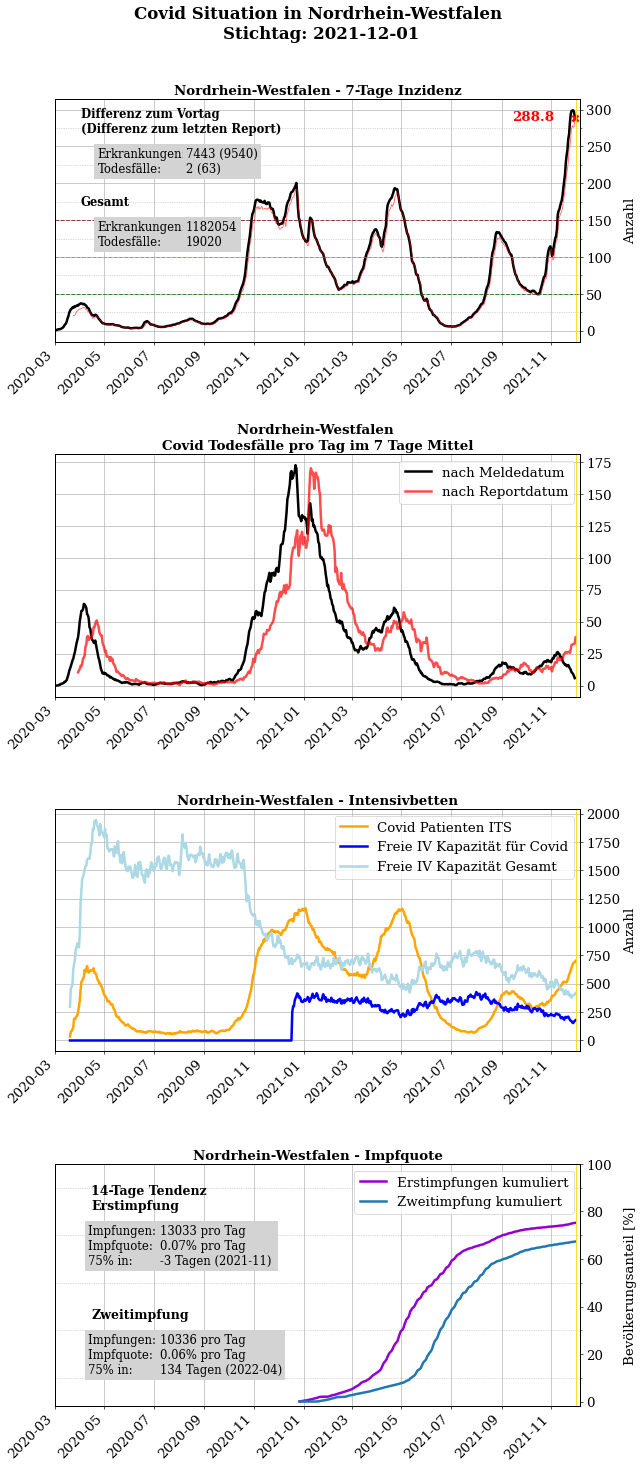 Covid Situation in Nordrhein-Westfalen
Stichtag: 2021-12-01
Nordrhein-Westfalen - 7-Tage Inzidenz
Differenz zum Vortag
(Differenz zum letzten Report)
Erkrankungen 7443 (9540)
Todesfälle: 2 (63)
Gesamt
Erkrankungen 1182054
Todesfälle: 19020
288.8
300
250
200
150
100
50
0
Anzahl
2020-03 2020-05 2020-07 2020-09 2020-11 2021-01 2021-03 2021-05 2021-07 2021-09 2021-11
Nordrhein-Westfalen
Covid Todesfälle pro Tag im 7 Tage Mittel
nach Meldedatum
nach Reportdatum
175
150
125
100
75
50
25
0
2020-03 2020-05 2020-07 2020-09 2020-11 2021-01 2021-03 2021-05 2021-07 2021-09 2021-11
Nordrhein-Westfalen - Intensivbetten
Covid Patienten ITS
Freie IV Kapazität für Covid
Freie IV Kapazität Gesamt
2000
1750
1500
1250
1000
750
500
250
0
Anzahl
2020-03 2020-05 2020-07 2020-09 2020-11 2021-01 2021-03 2021-05 2021-07 2021-09 2021-11
Nordrhein-Westfalen - Impfquote
14-Tage Tendenz
Erstimpfung
Impfungen: 13033 pro Tag
Impfquote: 0.07% pro Tag
75% in: -3 Tagen (2021-11)
Zweitimpfung
Impfungen: 10336 pro Tag
Impfquote: 0.06% pro Tag
75% in: 134 Tagen (2022-04)
Erstimpfungen kumuliert
Zweitimpfung kumuliert
100
80
60
40
20
0
Bevölkerungsanteil [%]
2020-03 2020-05 2020-07 2020-09 2020-11 2021-01 2021-03 2021-05 2021-07 2021-09 2021-11